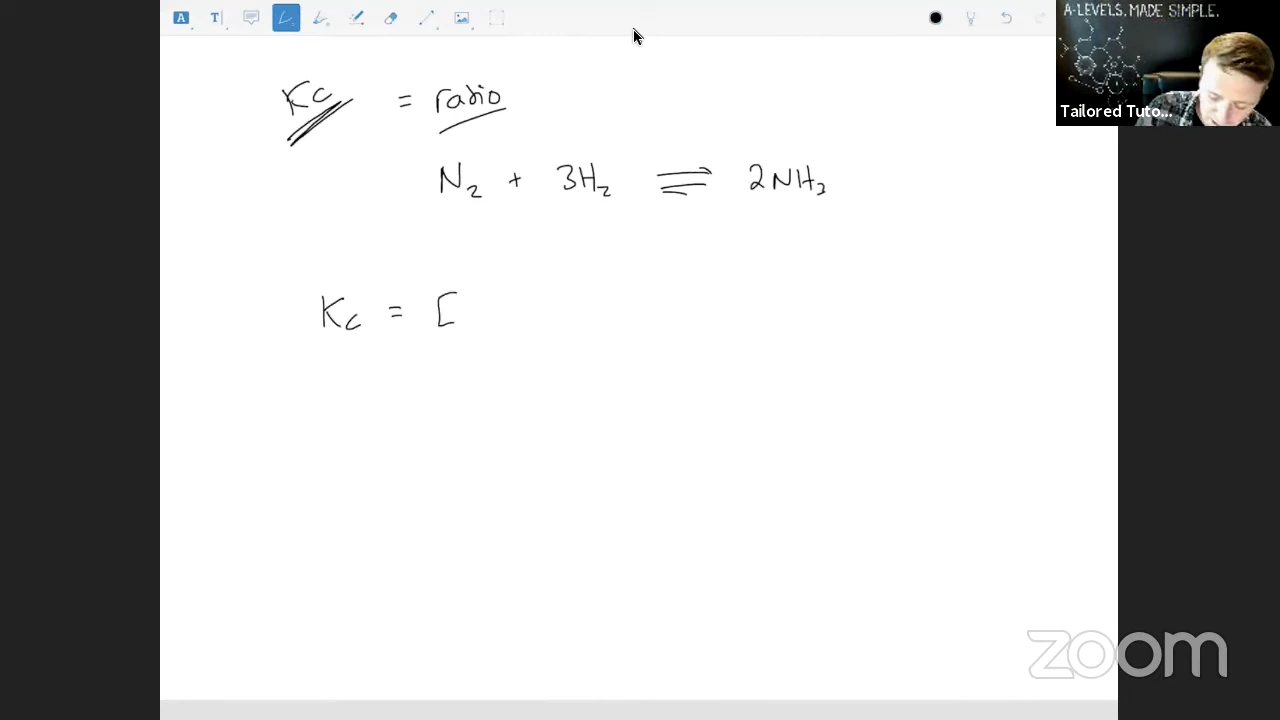 A-LEVELS. MADE SIMPLE.
Tailored Tuto...
A T
Kc = ratio
N₂ + 3H₂ ⇌ 2NH₃
Kc = [
zoom